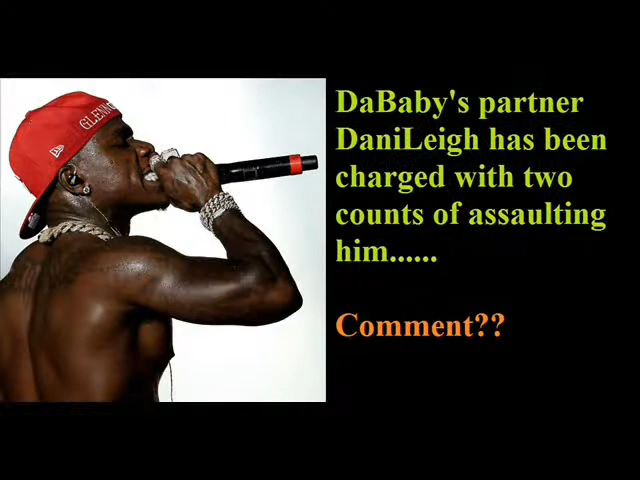 GLENN
DaBaby's partner
DaniLeigh has been
charged with two
counts of assaulting
him......
Comment??